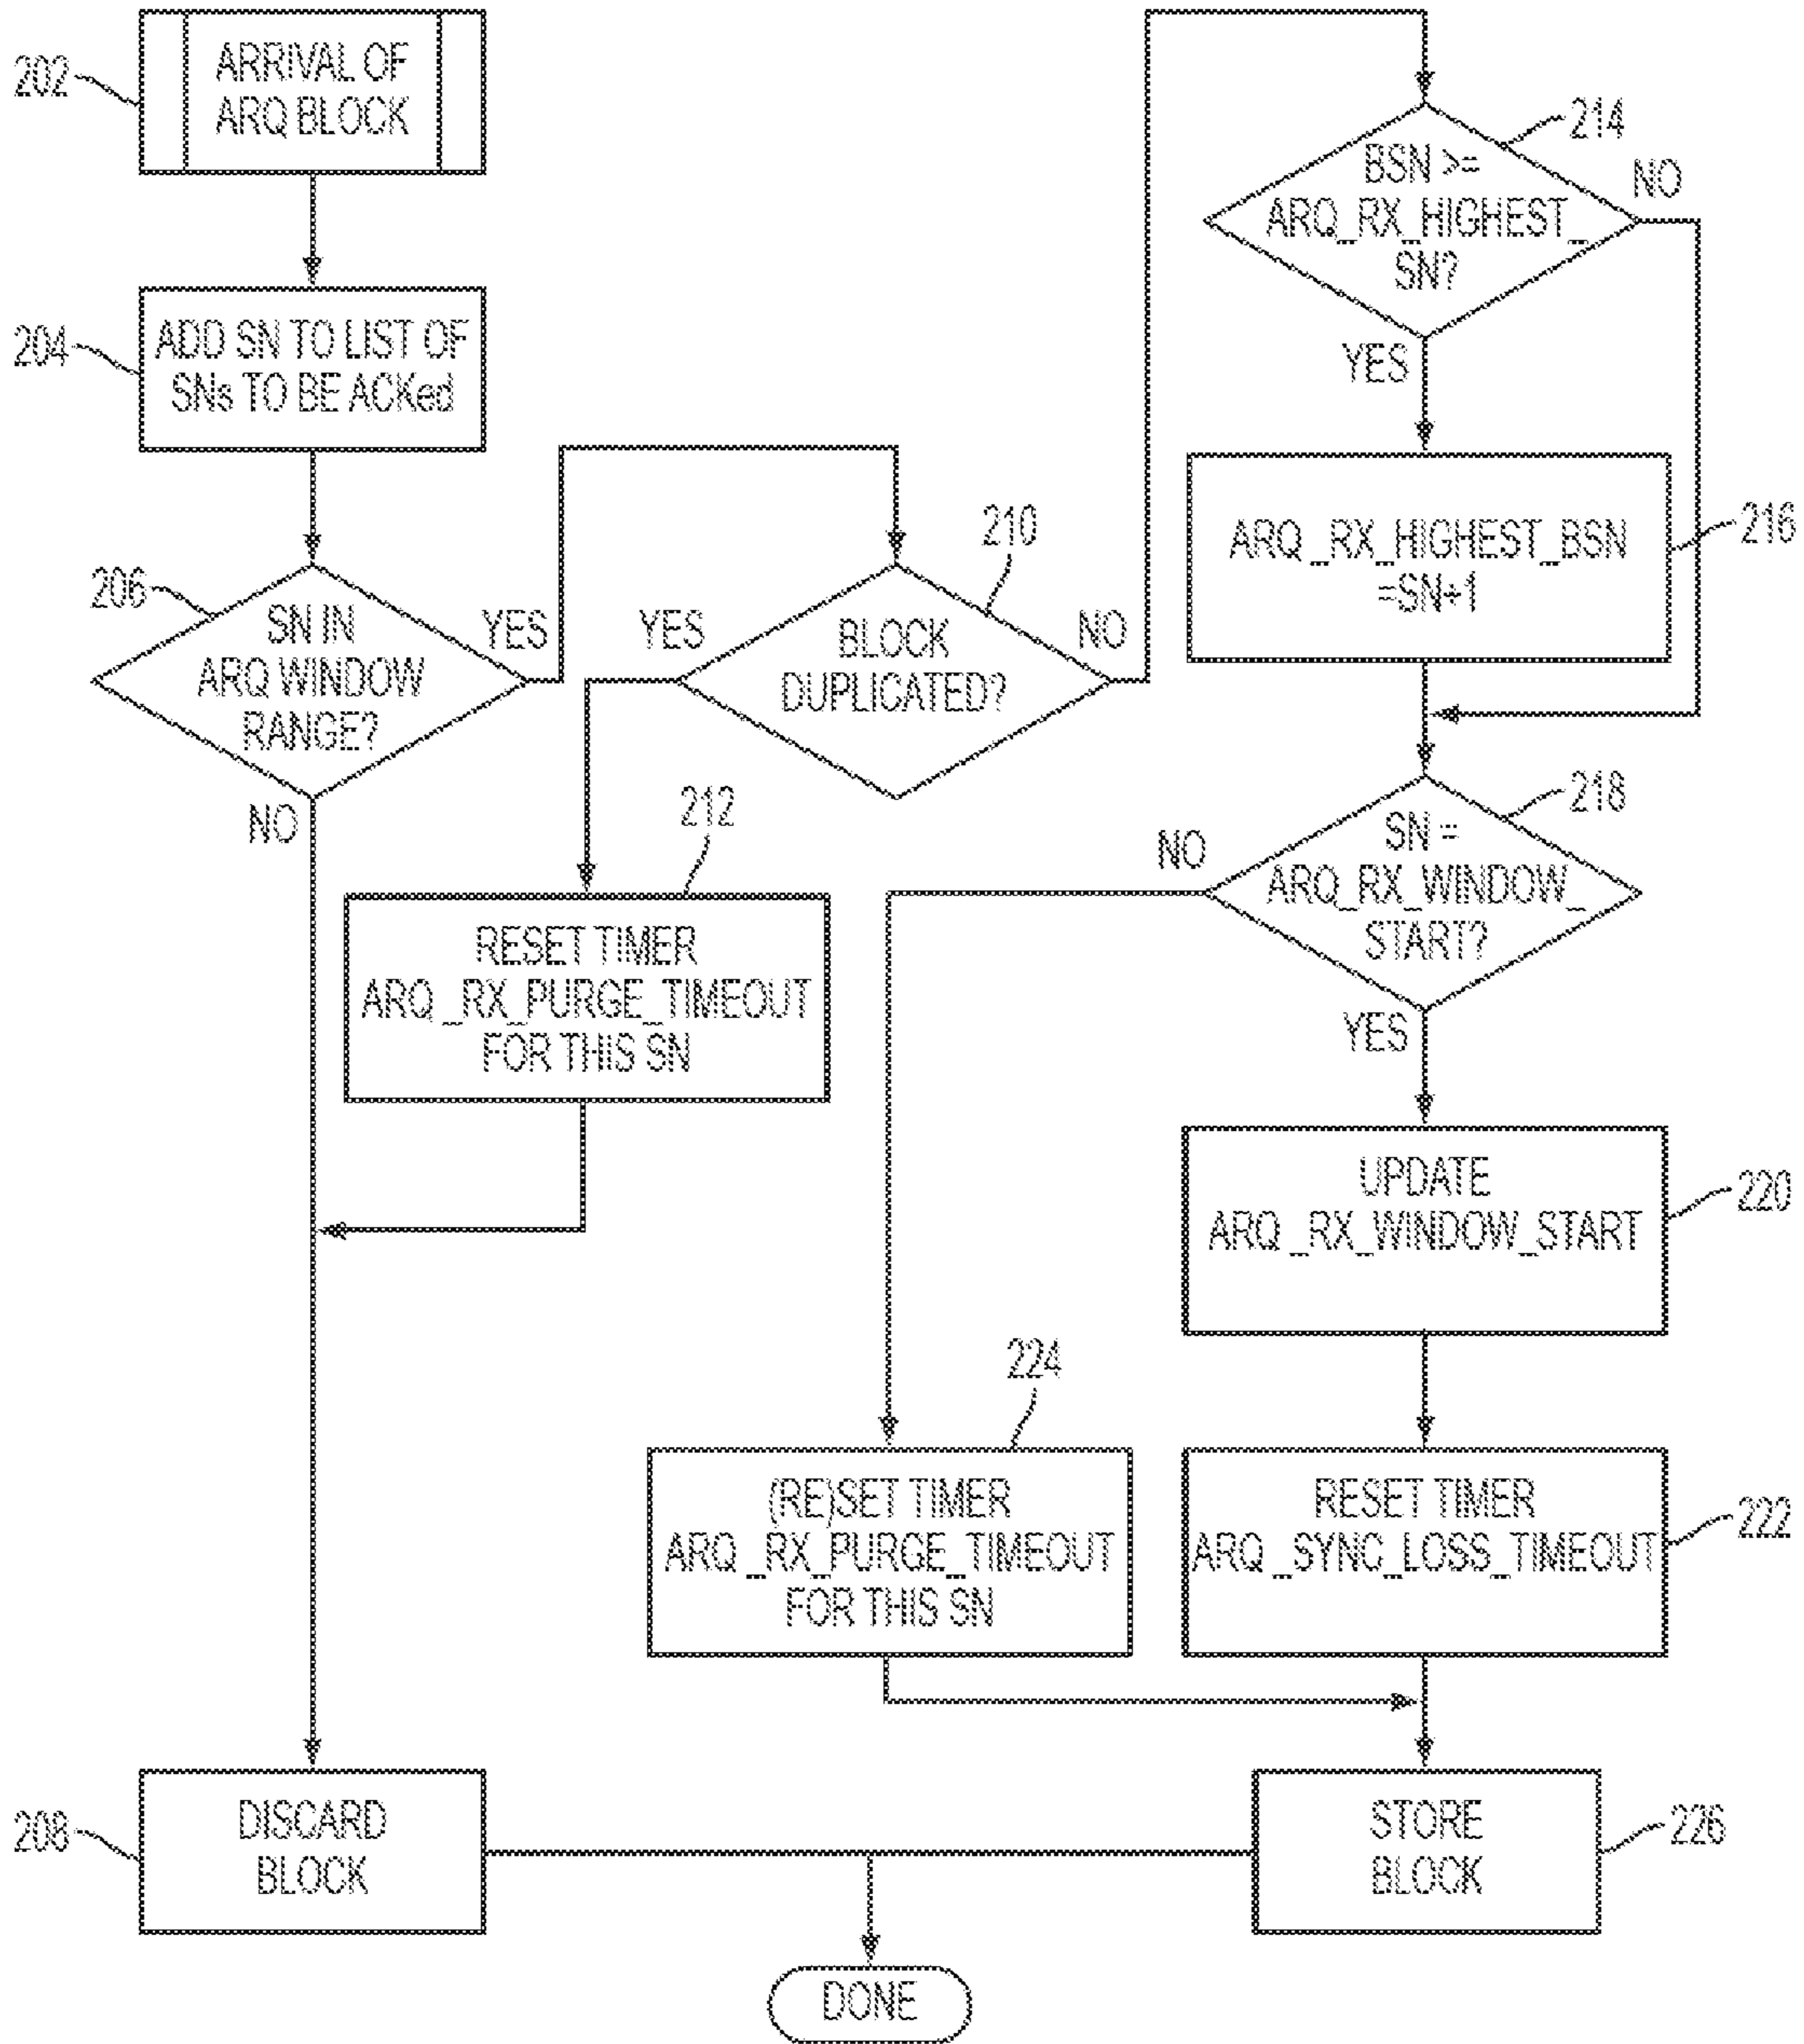 202
ARRIVAL OF
ARQ BLOCK
204
ADD SN TO LIST OF
SNs TO BE ACKed
206
SN IN
ARQ WINDOW
RANGE?
YES
NO
210
YES
BLOCK
DUPLICATED?
NO
212
RESET TIMER
ARQ_RX_PURGE_TIMEOUT
FOR THIS SN
208
DISCARD
BLOCK
214
BSN >=
ARQ_RX_HIGHEST_
SN?
NO
YES
ARQ_RX_HIGHEST_BSN
=SN+1
216
218
NO
SN =
ARQ_RX_WINDOW_
START?
YES
UPDATE
ARQ_RX_WINDOW_START
220
RESET TIMER
ARQ_SYNC_LOSS_TIMEOUT
222
224
(RE)SET TIMER
ARQ_RX_PURGE_TIMEOUT
FOR THIS SN
STORE
BLOCK
226
DONE